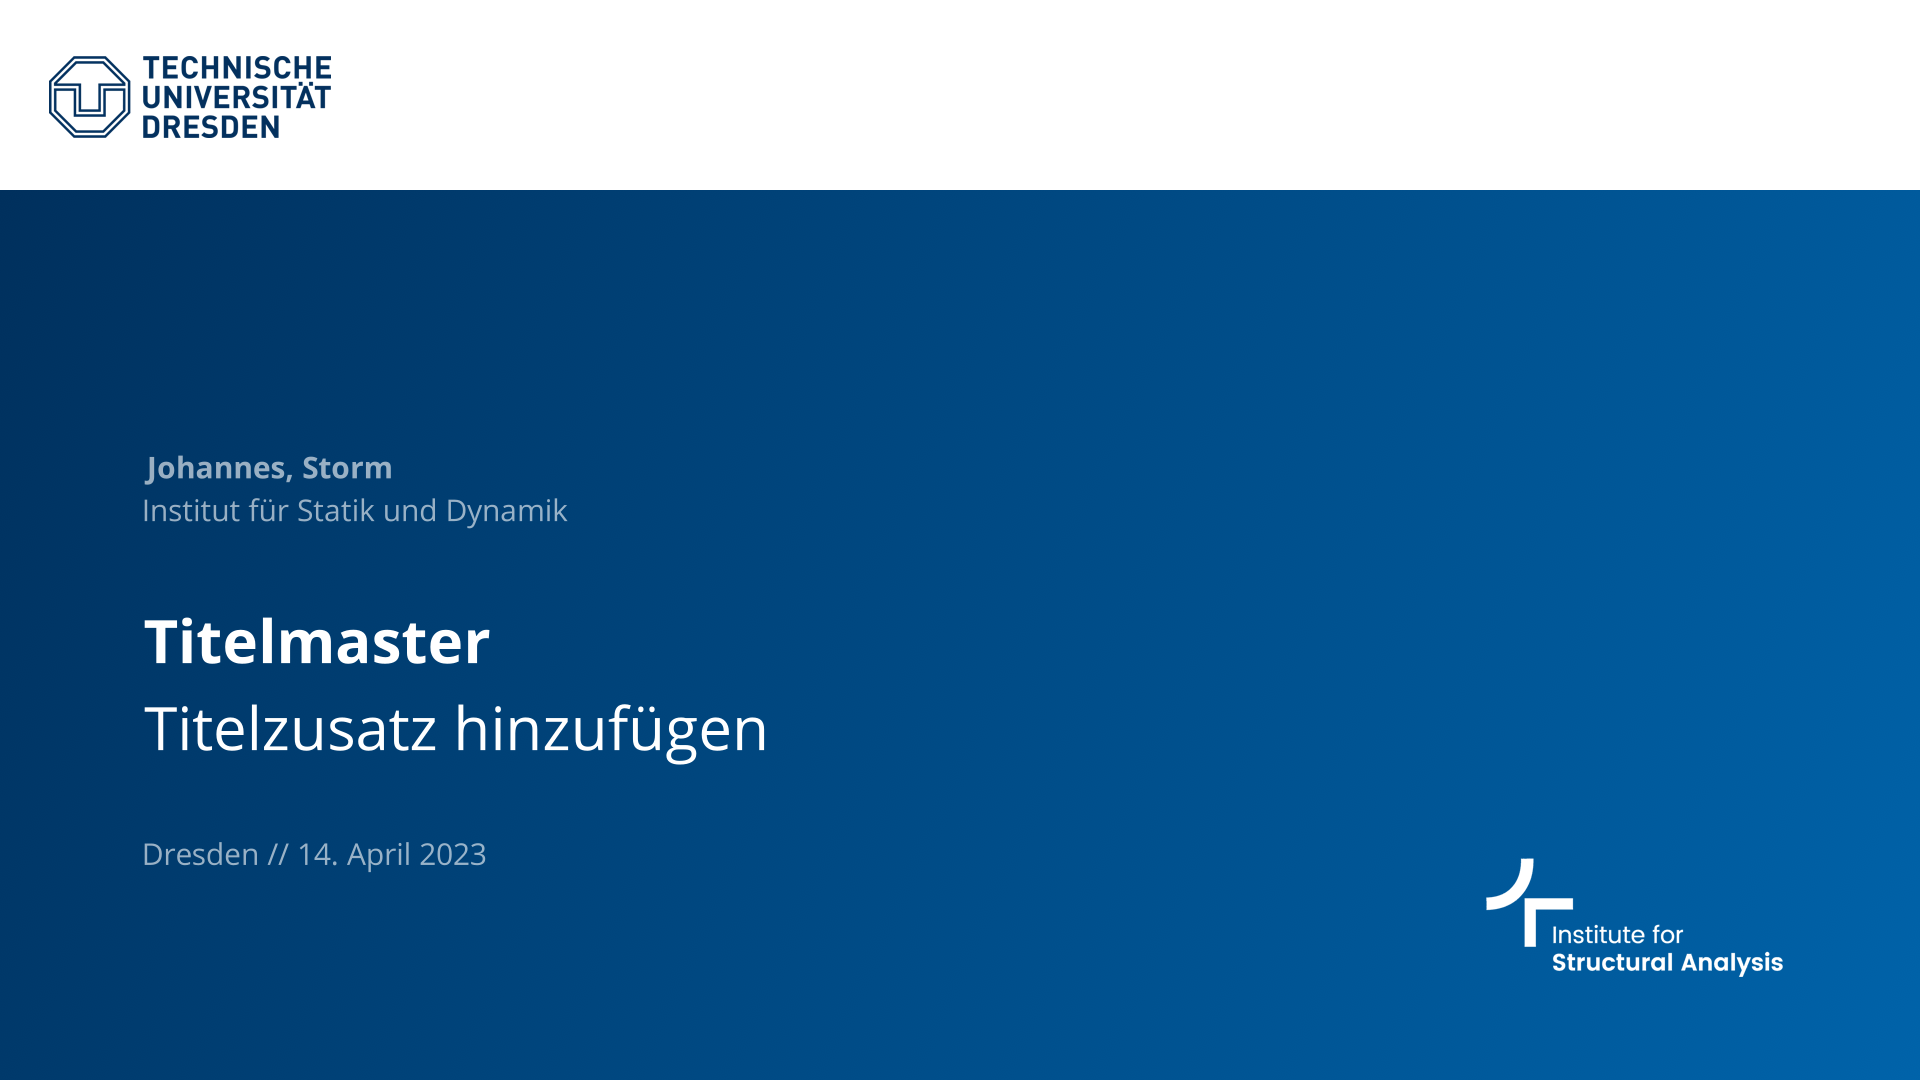 TECHNISCHE
UNIVERSITÄT
DRESDEN
Johannes, Storm
Institut für Statik und Dynamik
Titelmaster
Titelzusatz hinzufügen
Dresden // 14. April 2023
Institute for
Structural Analysis